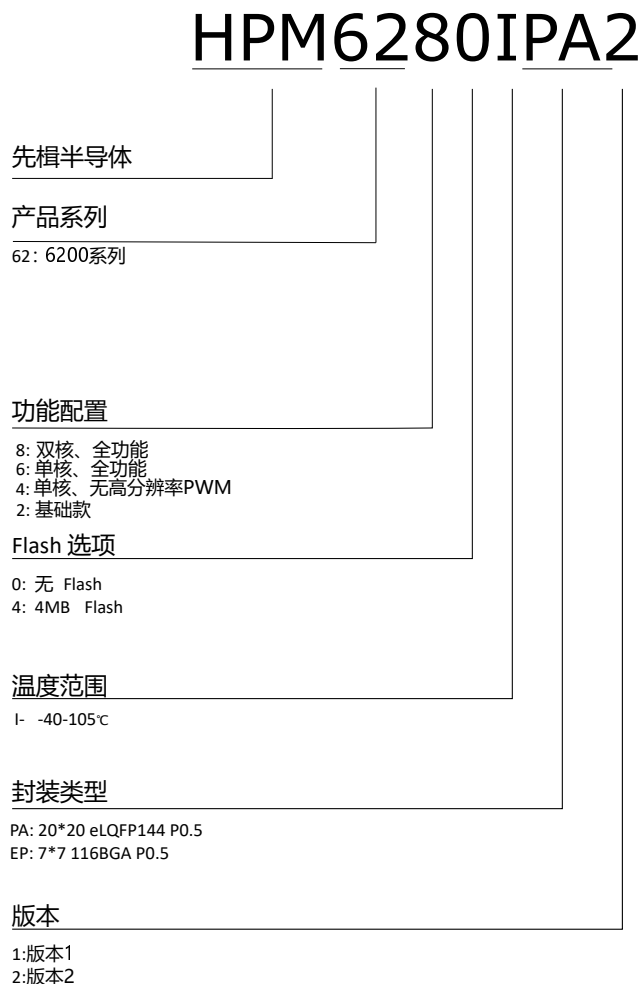 HPM6280IPA2
先楫半导体
产品系列
62：6200系列
功能配置
8: 双核、全功能
6: 单核、全功能
4: 单核、无高分辨率PWM
2: 基础款
Flash 选项
0: 无 Flash
4: 4MB Flash
温度范围
I- -40-105℃
封装类型
PA: 20*20 eLQFP144 P0.5
EP: 7*7 116BGA P0.5
版本
1:版本1
2:版本2